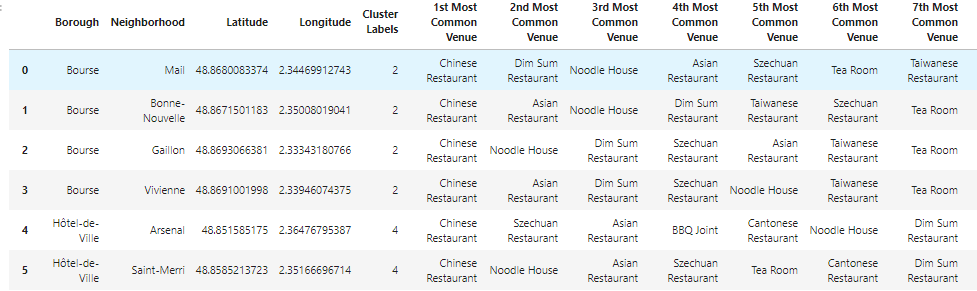 Borough Neighborhood Latitude Longitude Cluster Labels 1st Most Common Venue 2nd Most Common Venue 3rd Most Common Venue 4th Most Common Venue 5th Most Common Venue 6th Most Common Venue 7th Most Common Venue
0 Bourse Mail 48.8680083374 2.34469912743 2 Chinese Restaurant Dim Sum Restaurant Noodle House Asian Restaurant Szechuan Restaurant Tea Room Taiwanese Restaurant
1 Bourse Bonne-Nouvelle 48.8671501183 2.35008019041 2 Chinese Restaurant Asian Restaurant Noodle House Dim Sum Restaurant Taiwanese Restaurant Szechuan Restaurant Tea Room
2 Bourse Gaillon 48.8693066381 2.33343180766 2 Chinese Restaurant Noodle House Dim Sum Restaurant Szechuan Restaurant Asian Restaurant Taiwanese Restaurant Tea Room
3 Bourse Vivienne 48.8691001998 2.33946074375 2 Chinese Restaurant Asian Restaurant Dim Sum Restaurant Szechuan Restaurant Noodle House Taiwanese Restaurant Tea Room
4 Hôtel-de-Ville Arsenal 48.851585175 2.36476795387 4 Chinese Restaurant Szechuan Restaurant Asian Restaurant BBQ Joint Cantonese Restaurant Noodle House Dim Sum Restaurant
5 Hôtel-de-Ville Saint-Merri 48.8585213723 2.35166696714 4 Chinese Restaurant Noodle House Asian Restaurant Szechuan Restaurant Tea Room Cantonese Restaurant Dim Sum Restaurant